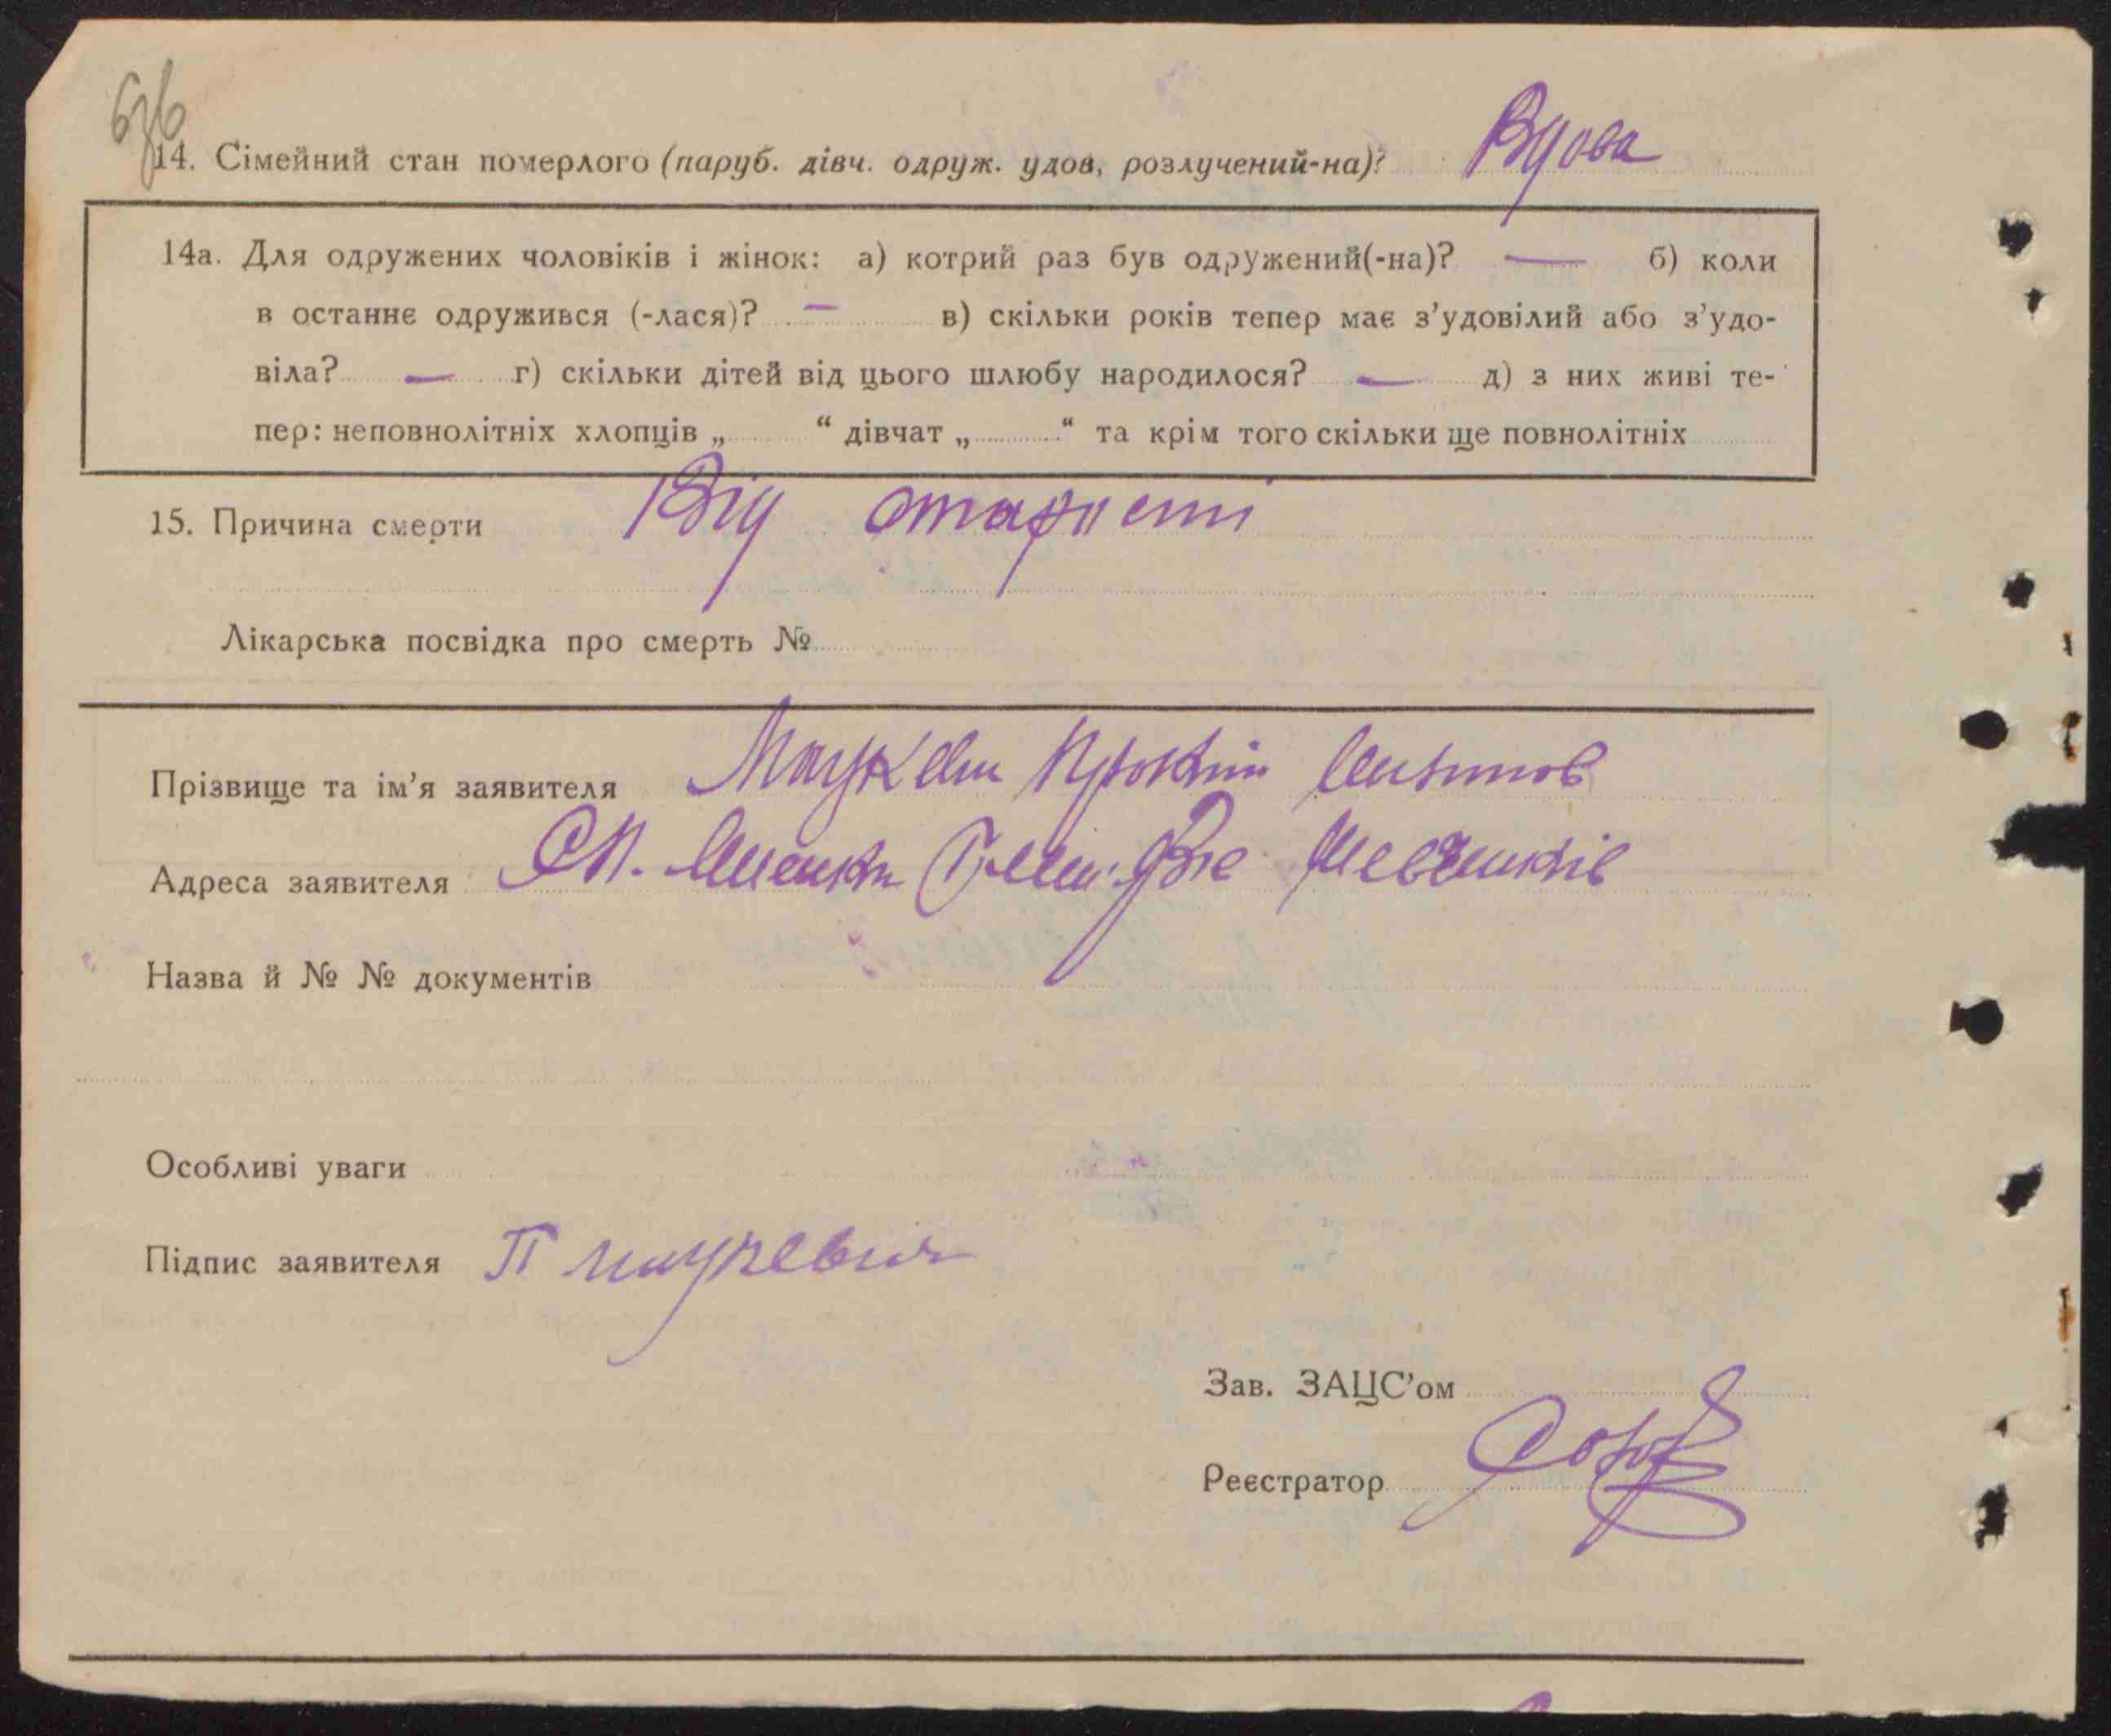 636
14. Сімейний стан померлого (паруб. дівч. одруж. удов, розлучений-на)? Вдова
14а. Для одружених чоловіків і жінок: а) котрий раз був одружений(-на)? — б) коли
в останнє одружився (-лася)? — в) скільки років тепер має з’удовілий або з’удо-
віла? — г) скільки дітей від цього шлюбу народилося? — д) з них живі те-
пер: неповнолітніх хлопців „ “ дівчат „ “ та крім того скільки ще повнолітніх
15. Причина смерти Від старости
Лікарська посвідка про смерть №
Прізвище та ім’я заявителя Прокіп
Адреса заявителя Ст.
Назва й № № документів
Особливі уваги
Підпис заявителя П
Зав. ЗАЦС’ом
Реєстратор